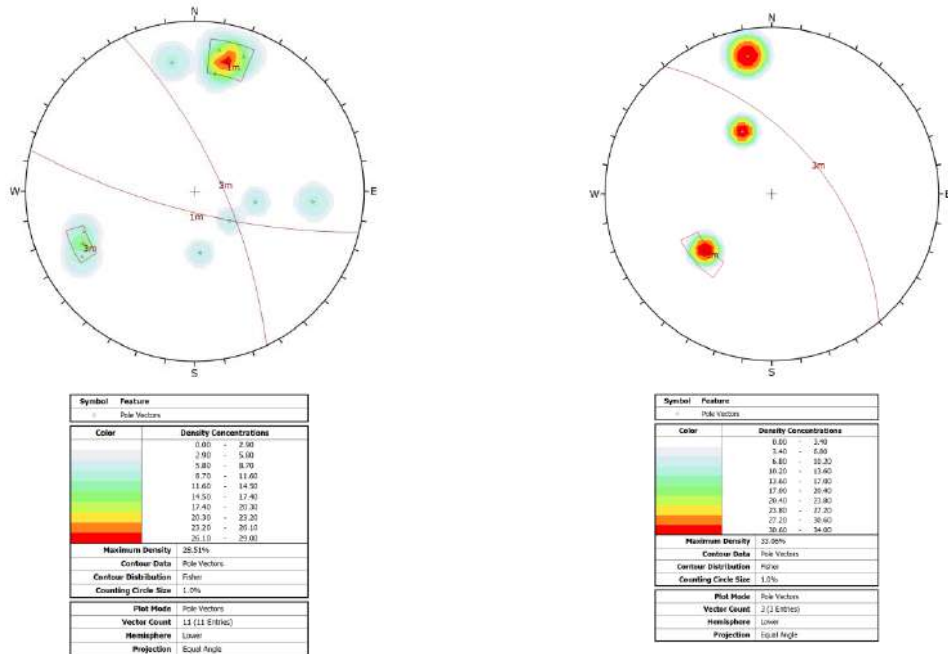 N
1m
W
E
3m
1m
S
Symbol Feature
Pole Vectors
Color Density Concentrations
0.00 - 2.90
2.90 - 5.80
5.80 - 8.70
8.70 - 11.60
11.60 - 14.50
14.50 - 17.40
17.40 - 20.30
20.30 - 23.20
23.20 - 26.10
26.10 - 29.00
Maximum Density 28.51%
Contour Data Pole Vectors
Contour Distribution Fisher
Counting Circle Size 1.0%
Plot Mode Pole Vectors
Vector Count 11 (11 Entries)
Hemisphere Lower
Projection Equal Angle
N
3m
W
E
S
Symbol Feature
Pole Vectors
Color Density Concentrations
0.00 - 3.40
3.40 - 6.80
6.80 - 10.20
10.20 - 13.60
13.60 - 17.00
17.00 - 20.40
20.40 - 23.80
23.80 - 27.20
27.20 - 30.60
30.60 - 34.00
Maximum Density
Contour Data Pole Vectors
Contour Distribution Fisher
Counting Circle Size 1.0%
Plot Mode Pole Vectors
Vector Count 3 (3 Entries)
Hemisphere Lower
Projection Equal Angle